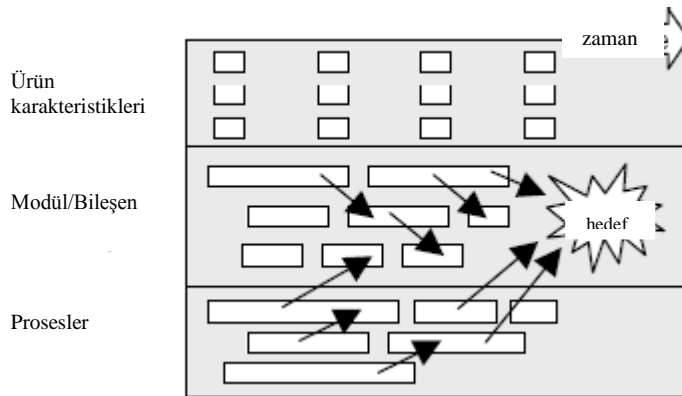 zaman
Ürün
karakteristikleri
Modül/Bileşen
hedef
Prosesler